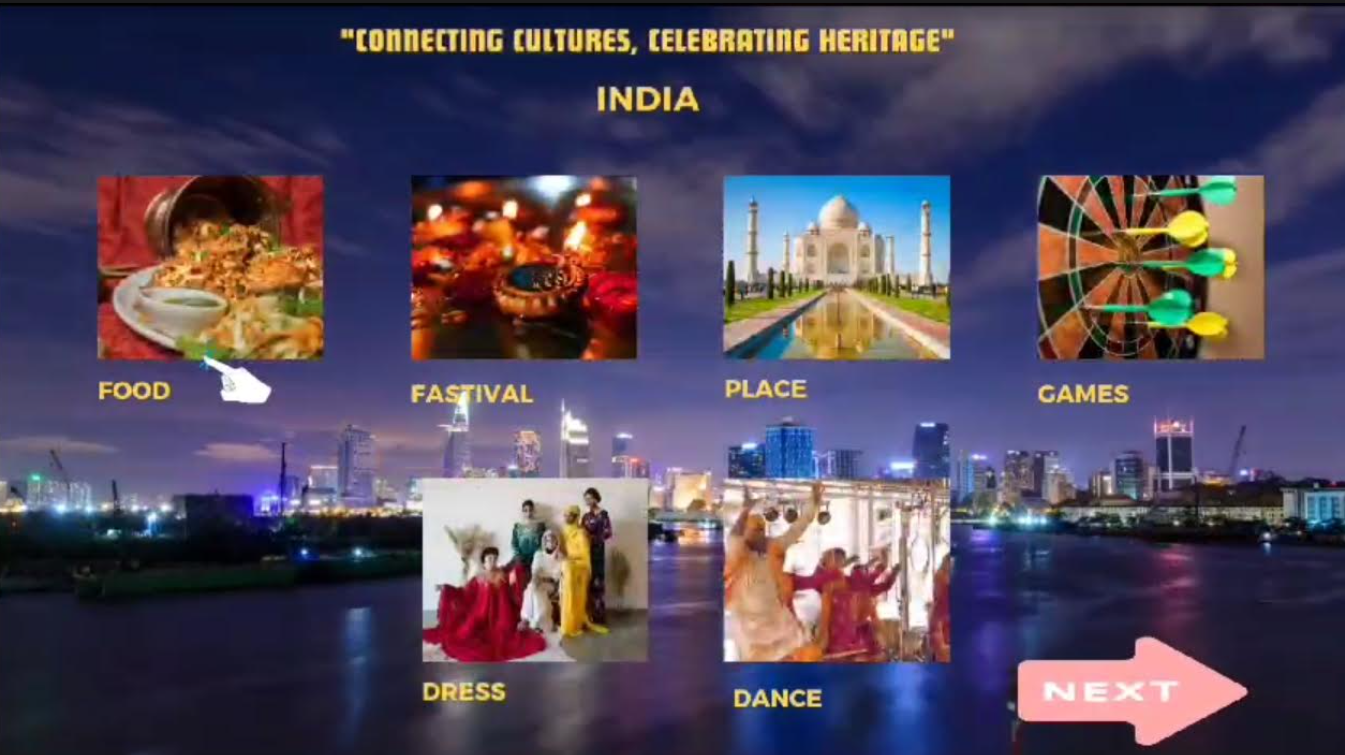 "CONNECTING CULTURES, CELEBRATING HERITAGE"
INDIA
FOOD
FASTIVAL
PLACE
GAMES
DRESS
DANCE
NEXT